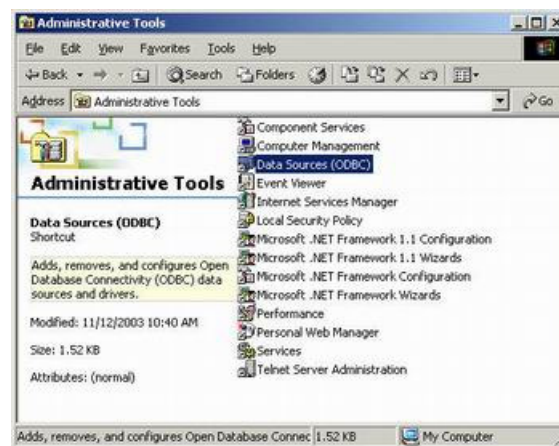 Administrative Tools
File Edit View Favorites Tools Help
Back Search Folders
Address Administrative Tools Go
Administrative Tools
Data Sources (ODBC)
Shortcut
Adds, removes, and configures Open
Database Connectivity (ODBC) data
sources and drivers.
Modified: 11/12/2003 10:40 AM
Size: 1.52 KB
Attributes: (normal)
Component Services
Computer Management
Data Sources (ODBC)
Event Viewer
Internet Services Manager
Local Security Policy
Microsoft .NET Framework 1.1 Configuration
Microsoft .NET Framework 1.1 Wizards
Microsoft .NET Framework Configuration
Microsoft .NET Framework Wizards
Performance
Personal Web Manager
Services
Telnet Server Administration
Adds, removes, and configures Open Database Connec 1.52 KB My Computer